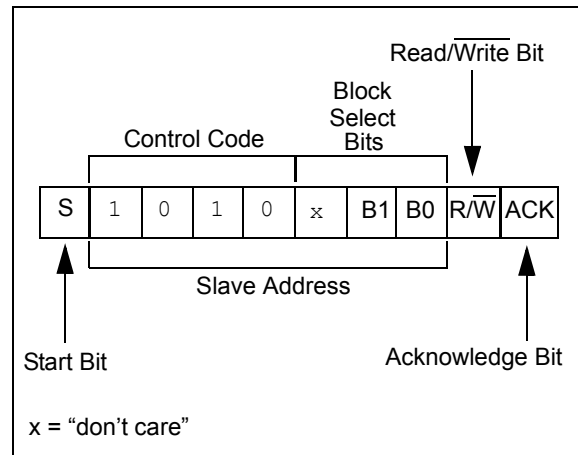 Read/Write Bit
Block
Select
Bits
Control Code
S 1 0 1 0 x B1 B0 R/W ACK
Slave Address
Start Bit
Acknowledge Bit
x = “don’t care”